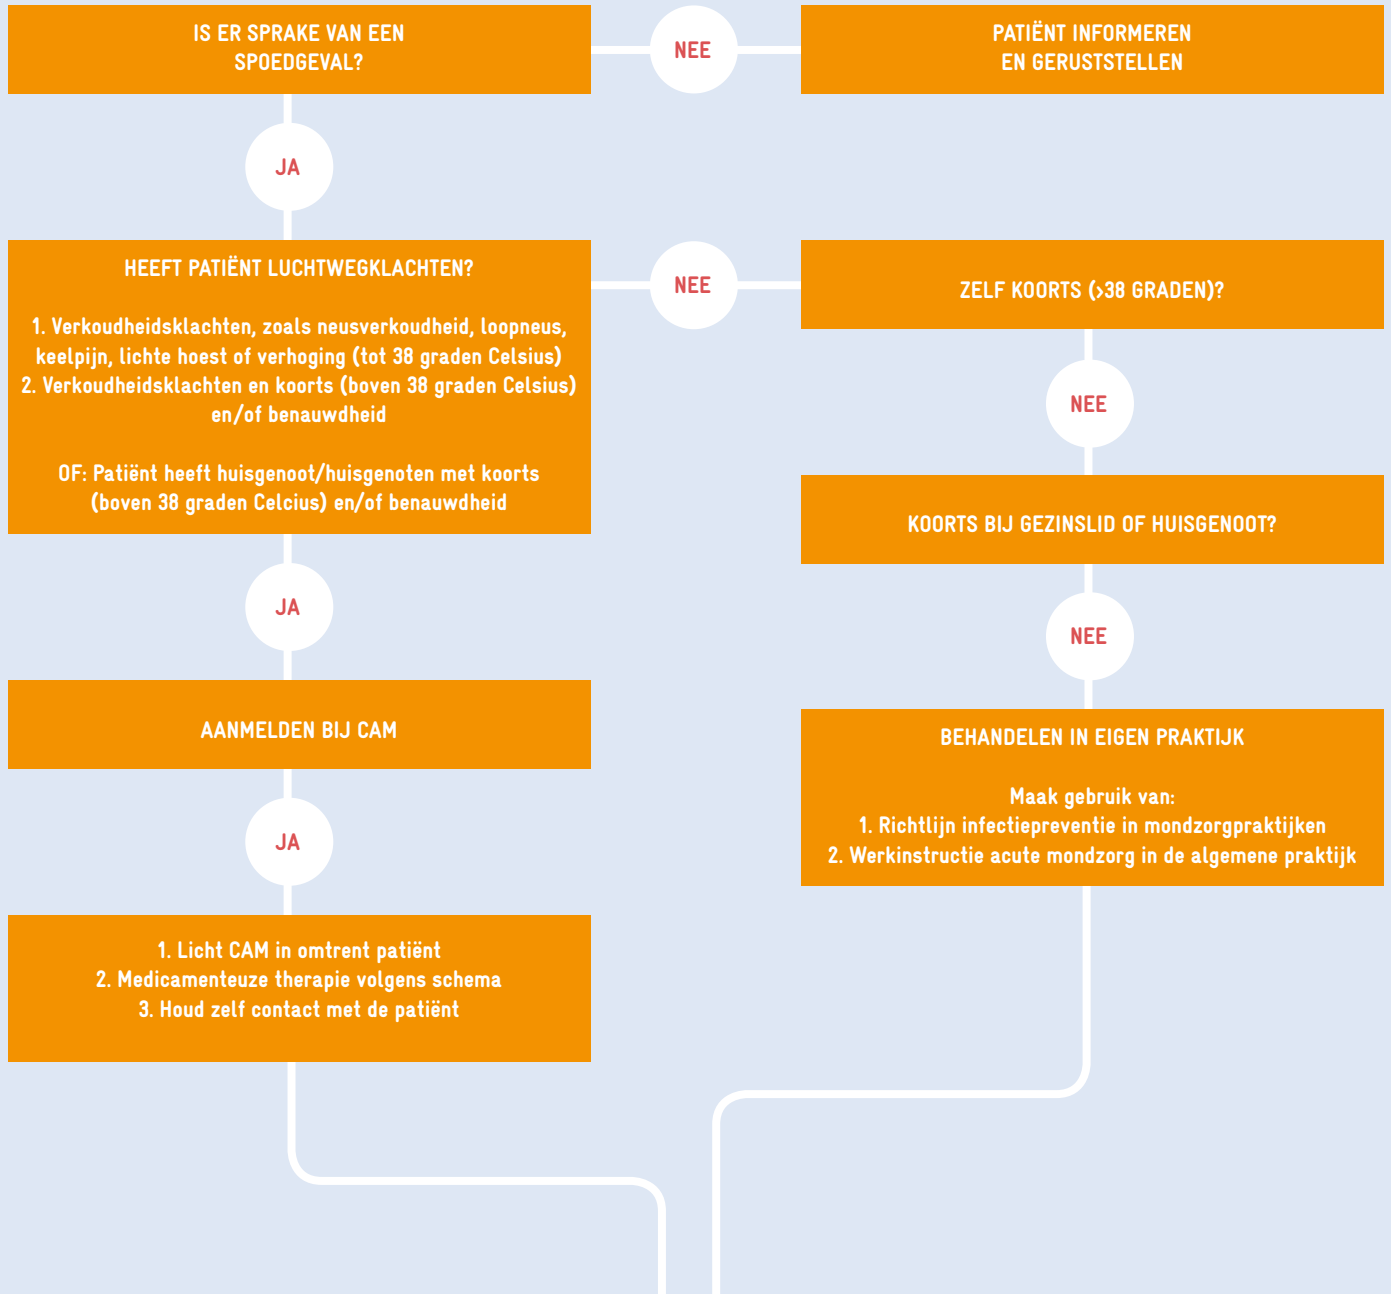 IS ER SPRAKE VAN EEN
SPOEDGEVAL?
NEE
PATIËNT INFORMEREN
EN GERUSTSTELLEN
JA
HEEFT PATIËNT LUCHTWEGKLACHTEN?
1. Verkoudheidsklachten, zoals neusverkoudheid, loopneus,
keelpijn, lichte hoest of verhoging (tot 38 graden Celsius)
2. Verkoudheidsklachten en koorts (boven 38 graden Celsius)
en/of benauwdheid
OF: Patiënt heeft huisgenoot/huisgenoten met koorts
(boven 38 graden Celcius) en/of benauwdheid
NEE
ZELF KOORTS (>38 GRADEN)?
NEE
KOORTS BIJ GEZINSLID OF HUISGENOOT?
JA
NEE
AANMELDEN BIJ CAM
BEHANDELEN IN EIGEN PRAKTIJK
Maak gebruik van:
1. Richtlijn infectiepreventie in mondzorgpraktijken
2. Werkinstructie acute mondzorg in de algemene praktijk
JA
1. Licht CAM in omtrent patiënt
2. Medicamenteuze therapie volgens schema
3. Houd zelf contact met de patiënt